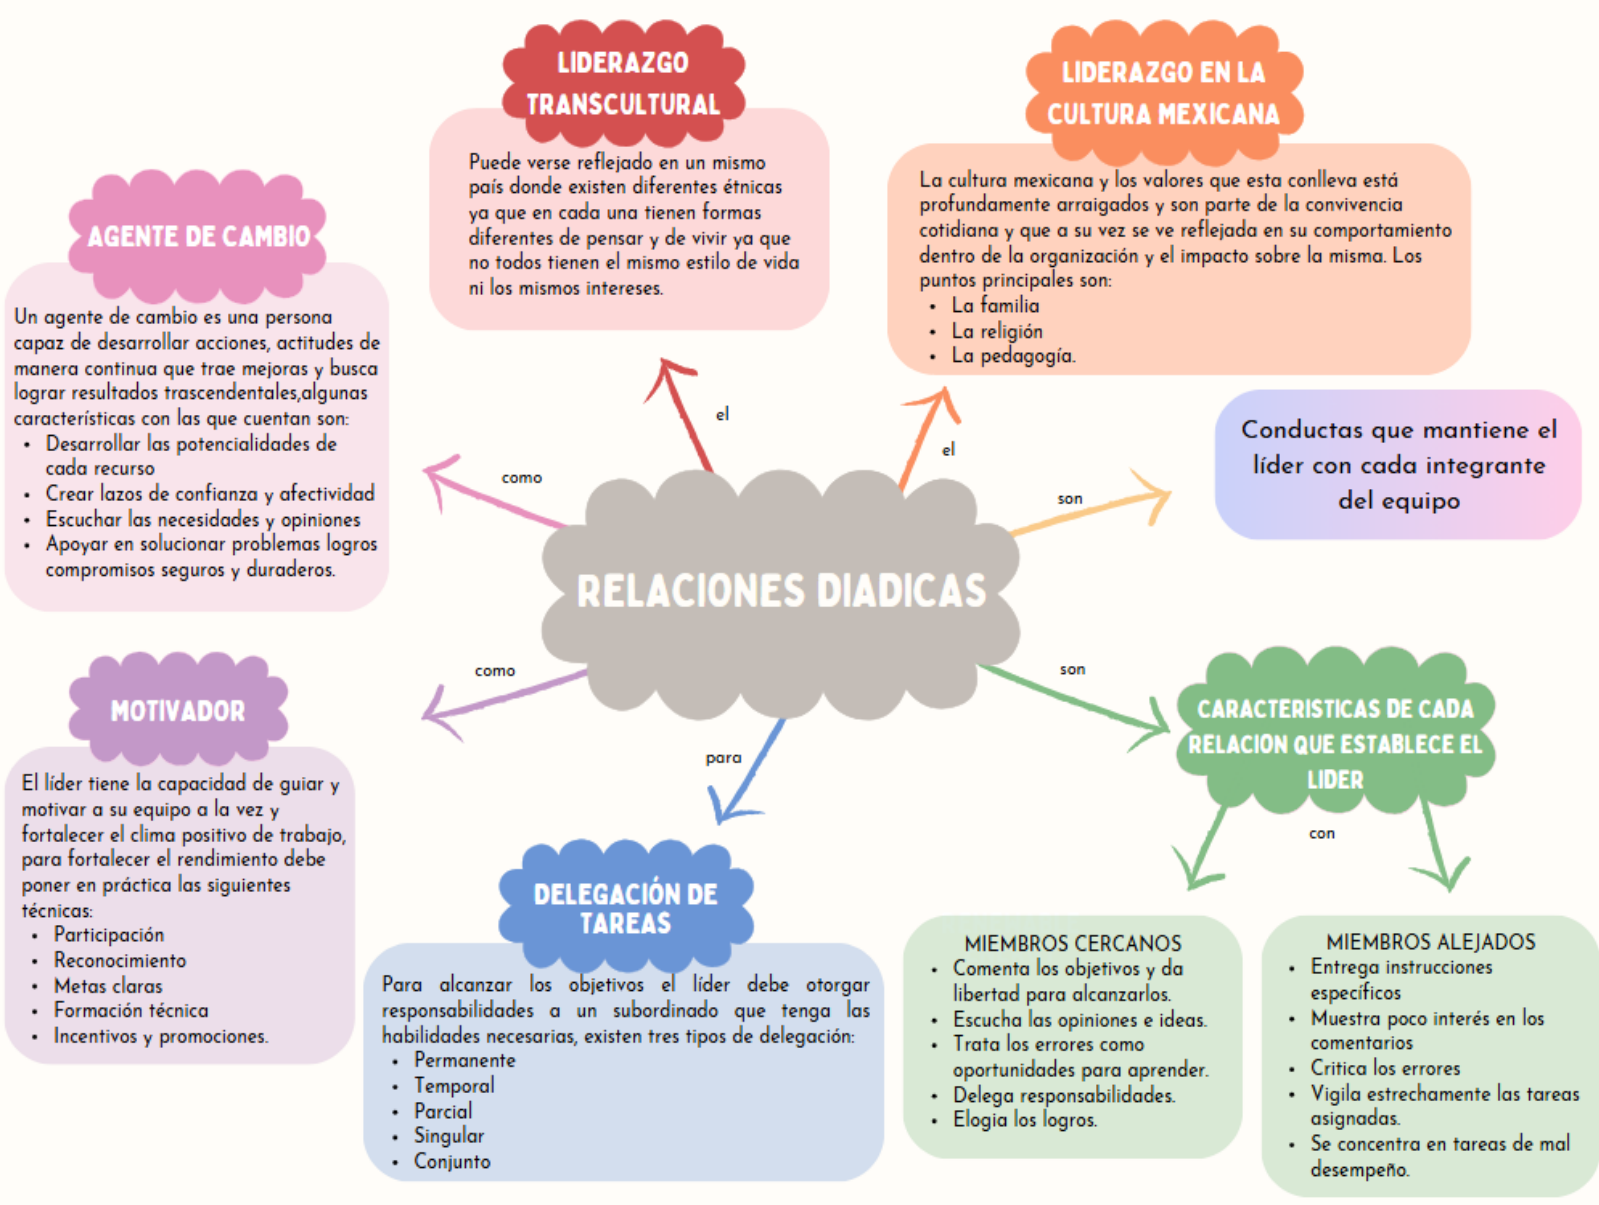 LIDERAZGO
TRANSCULTURAL
Puede verse reflejado en un mismo
país donde existen diferentes étnicas
ya que en cada una tienen formas
diferentes de pensar y de vivir ya que
no todos tienen el mismo estilo de vida
ni los mismos intereses.
LIDERAZGO EN LA
CULTURA MEXICANA
La cultura mexicana y los valores que esta conlleva está
profundamente arraigados y son parte de la convivencia
cotidiana y que a su vez se ve reflejada en su comportamiento
dentro de la organización y el impacto sobre la misma. Los
puntos principales son:
• La familia
• La religión
• La pedagogía.
AGENTE DE CAMBIO
Un agente de cambio es una persona
capaz de desarrollar acciones, actitudes de
manera continua que trae mejoras y busca
lograr resultados trascendentales,algunas
características con las que cuentan son:
• Desarrollar las potencialidades de
cada recurso
• Crear lazos de confianza y afectividad
• Escuchar las necesidades y opiniones
• Apoyar en solucionar problemas logros
compromisos seguros y duraderos.
el
el
como
son
Conductas que mantiene el
líder con cada integrante
del equipo
RELACIONES DIADICAS
como
son
para
MOTIVADOR
El líder tiene la capacidad de guiar y
motivar a su equipo a la vez y
fortalecer el clima positivo de trabajo,
para fortalecer el rendimiento debe
poner en práctica las siguientes
técnicas:
• Participación
• Reconocimiento
• Metas claras
• Formación técnica
• Incentivos y promociones.
DELEGACIÓN DE
TAREAS
Para alcanzar los objetivos el líder debe otorgar
responsabilidades a un subordinado que tenga las
habilidades necesarias, existen tres tipos de delegación:
• Permanente
• Temporal
• Parcial
• Singular
• Conjunto
CARACTERISTICAS DE CADA
RELACION QUE ESTABLECE EL
LIDER
con
MIEMBROS CERCANOS
• Comenta los objetivos y da
libertad para alcanzarlos.
• Escucha las opiniones e ideas.
• Trata los errores como
oportunidades para aprender.
• Delega responsabilidades.
• Elogia los logros.
MIEMBROS ALEJADOS
• Entrega instrucciones
específicos
• Muestra poco interés en los
comentarios
• Critica los errores
• Vigila estrechamente las tareas
asignadas.
• Se concentra en tareas de mal
desempeño.